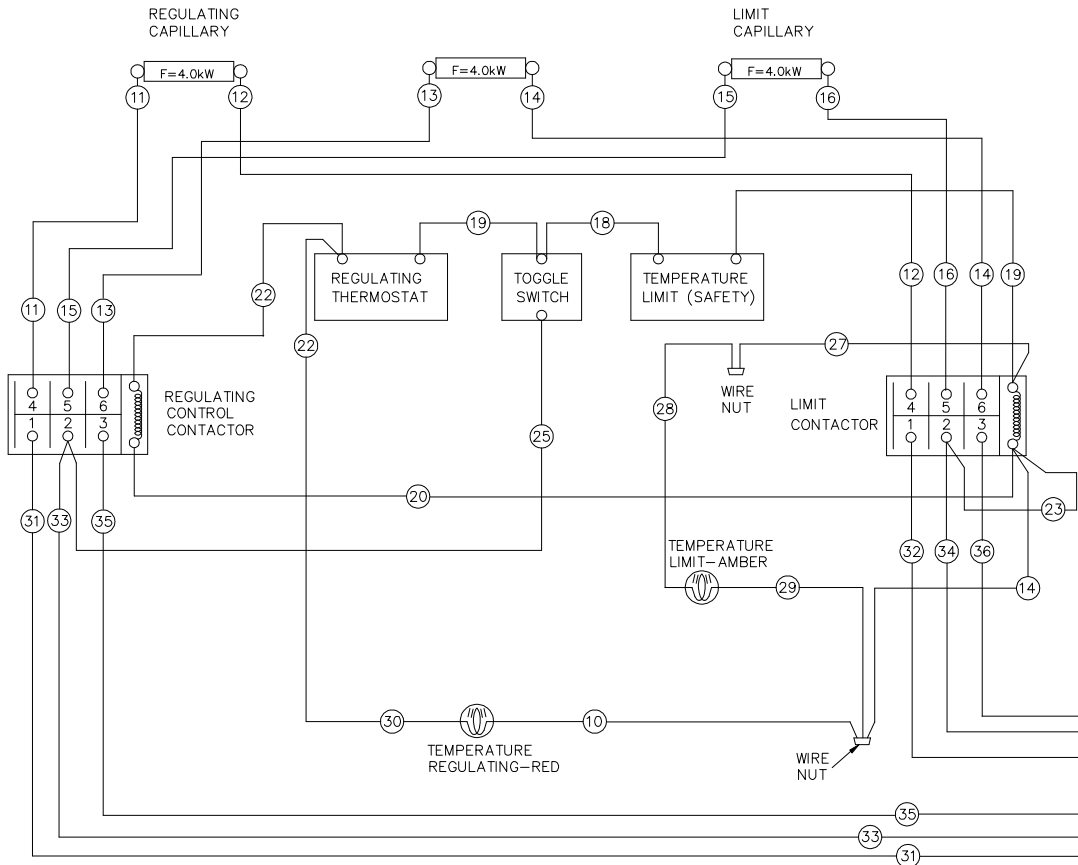 REGULATING
CAPILLARY
LIMIT
CAPILLARY
F=4.0kW
F=4.0kW
F=4.0kW
11
12
13
14
15
16
19
18
REGULATING
THERMOSTAT
TOGGLE
SWITCH
TEMPERATURE
LIMIT (SAFETY)
12
16
14
19
22
11
15
13
22
27
WIRE
NUT
28
4
5
6
1
2
3
REGULATING
CONTROL
CONTACTOR
LIMIT
CONTACTOR
4
5
6
1
2
3
25
20
23
31
33
35
32
34
36
TEMPERATURE
LIMIT-AMBER
29
14
30
10
TEMPERATURE
REGULATING-RED
WIRE
NUT
35
33
31